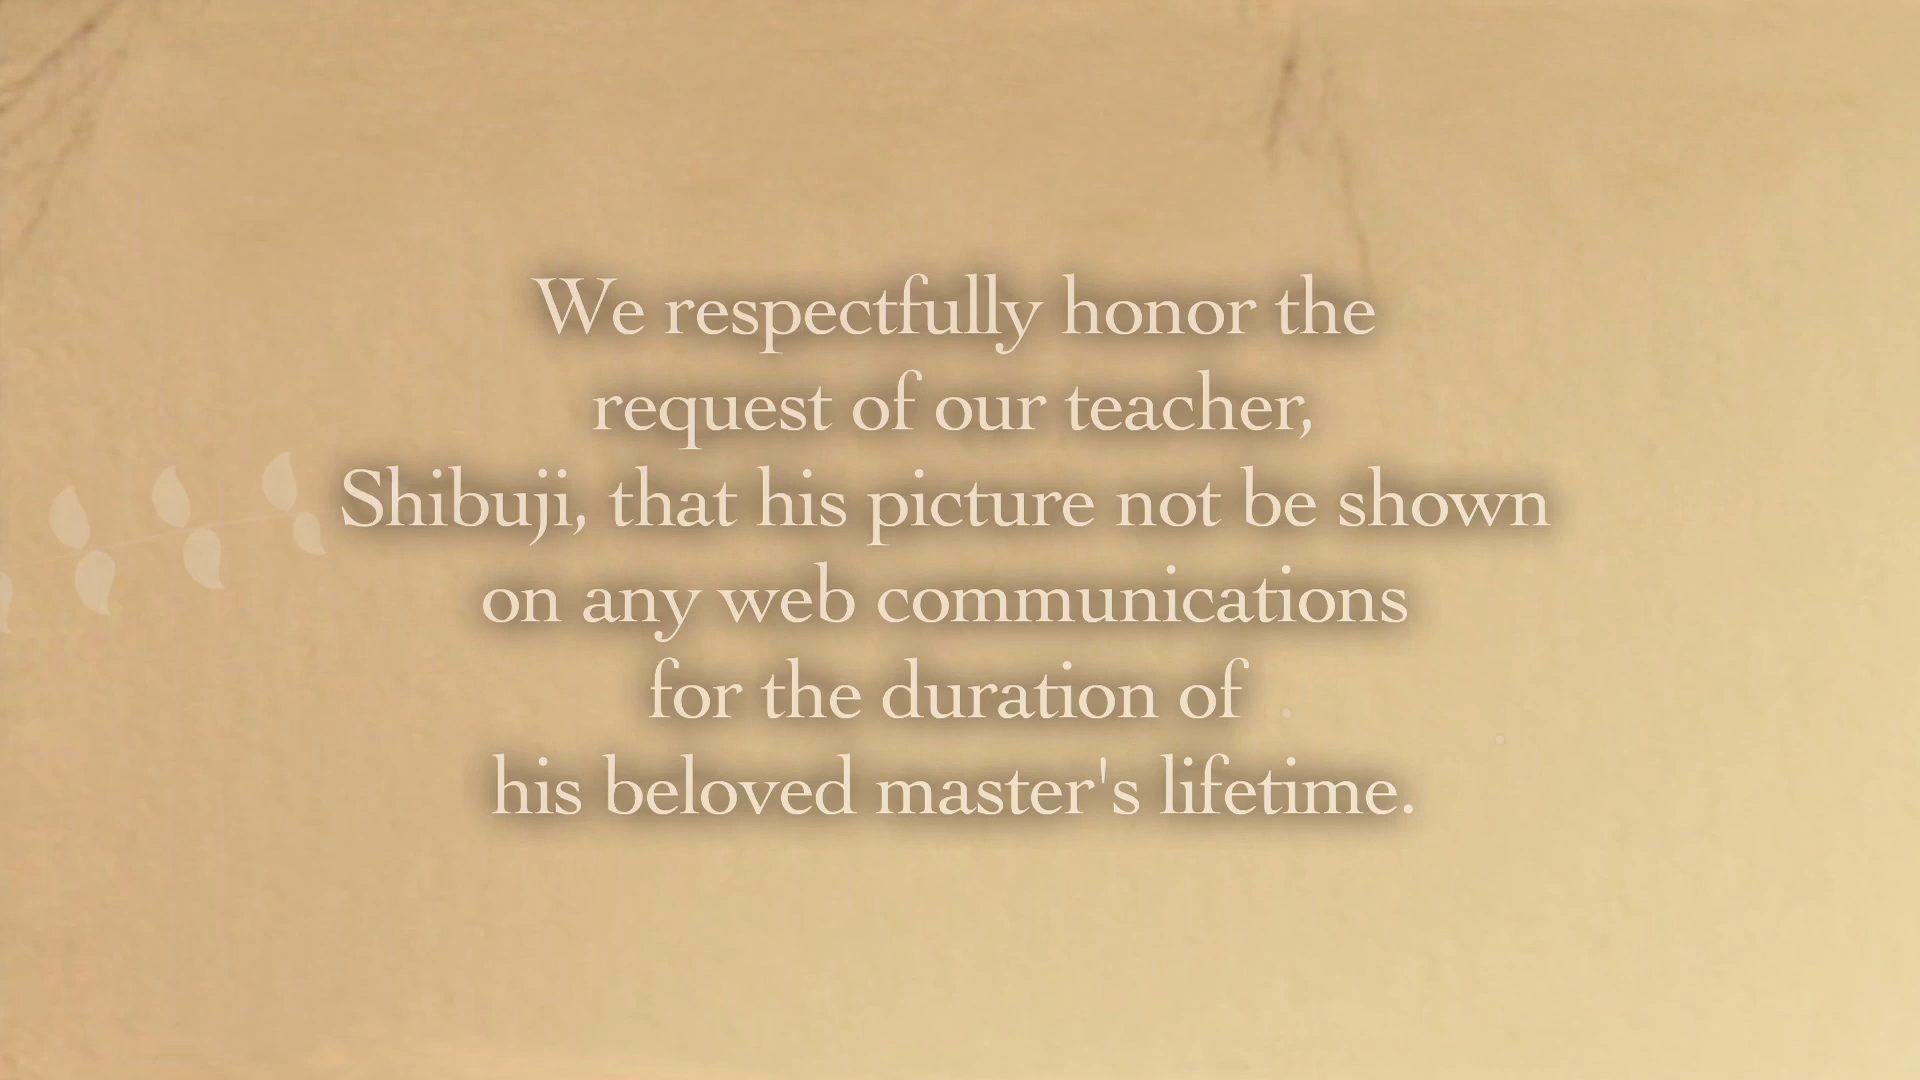 We respectfully honor the
request of our teacher,
Shibuji, that his picture not be shown
on any web communications
for the duration of
his beloved master's lifetime.